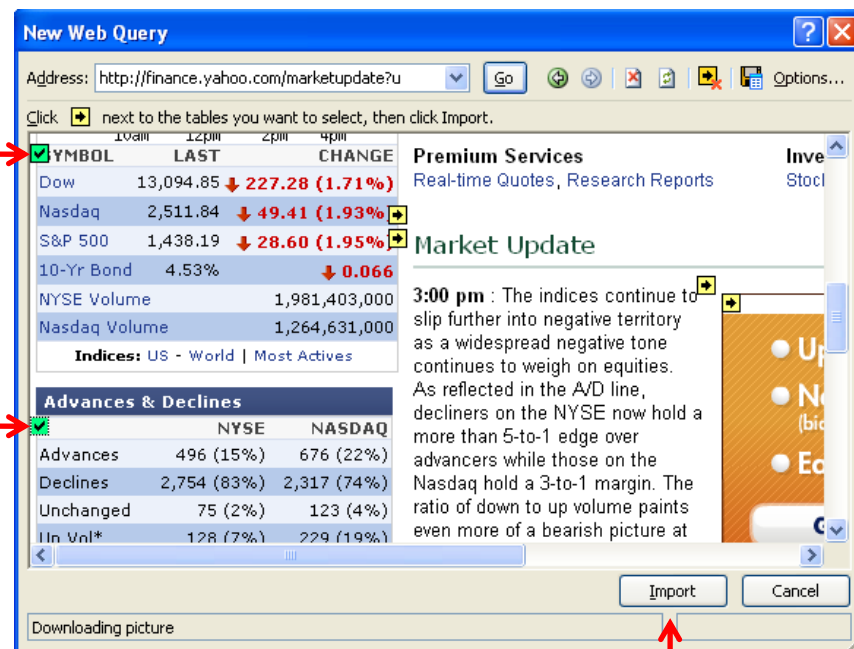 New Web Query
Address: http://finance.yahoo.com/marketupdate?u Go Options...
Click next to the tables you want to select, then click Import.
10am 12pm 2pm 4pm
SYMBOL LAST CHANGE
Dow 13,094.85 227.28 (1.71%)
Nasdaq 2,511.84 49.41 (1.93%
S&P 500 1,438.19 28.60 (1.95%)
10-Yr Bond 4.53% 0.066
NYSE Volume 1,981,403,000
Nasdaq Volume 1,264,631,000
Indices: US - World | Most Actives
Advances & Declines
NYSE NASDAQ
Advances 496 (15%) 676 (22%)
Declines 2,754 (83%) 2,317 (74%)
Unchanged 75 (2%) 123 (4%)
Up Vol* 128 (7%) 229 (19%)
Premium Services
Real-time Quotes, Research Reports
Inve
Stocl
Market Update
3:00 pm : The indices continue to
slip further into negative territory
as a widespread negative tone
continues to weigh on equities.
As reflected in the A/D line,
decliners on the NYSE now hold a
more than 5-to-1 edge over
advancers while those on the
Nasdaq hold a 3-to-1 margin. The
ratio of down to up volume paints
even more of a bearish picture at
Import Cancel
Downloading picture